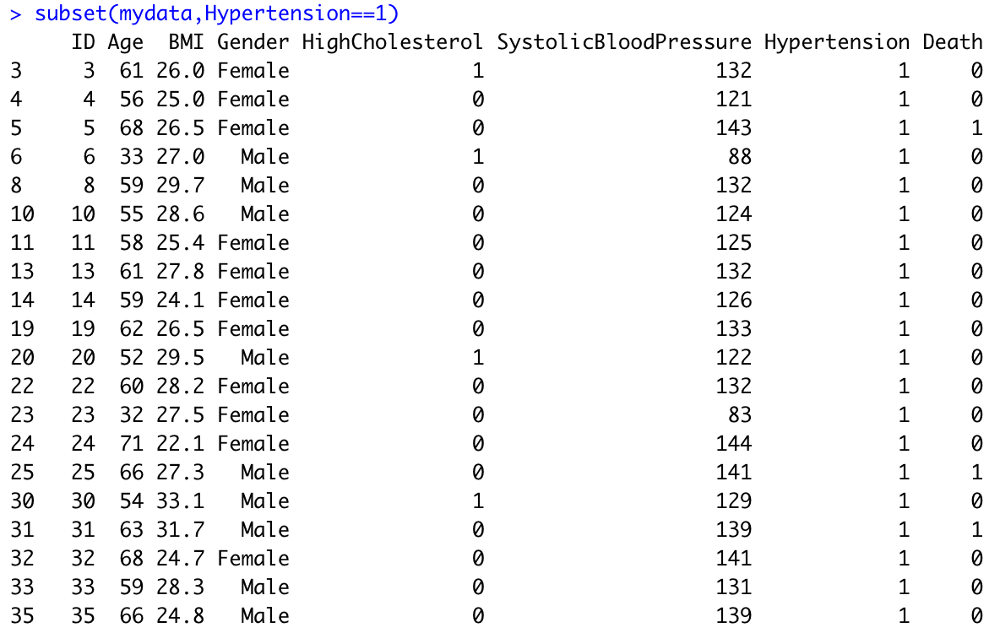 > subset(mydata,Hypertension==1)
ID Age BMI Gender HighCholesterol SystolicBloodPressure Hypertension Death
3 3 61 26.0 Female 1 132 1 0
4 4 56 25.0 Female 0 121 1 0
5 5 68 26.5 Female 0 143 1 1
6 6 33 27.0 Male 1 88 1 0
8 8 59 29.7 Male 0 132 1 0
10 10 55 28.6 Male 0 124 1 0
11 11 58 25.4 Female 0 125 1 0
13 13 61 27.8 Female 0 132 1 0
14 14 59 24.1 Female 0 126 1 0
19 19 62 26.5 Female 0 133 1 0
20 20 52 29.5 Male 1 122 1 0
22 22 60 28.2 Female 0 132 1 0
23 23 32 27.5 Female 0 83 1 0
24 24 71 22.1 Female 0 144 1 0
25 25 66 27.3 Male 0 141 1 1
30 30 54 33.1 Male 1 129 1 0
31 31 63 31.7 Male 0 139 1 1
32 32 68 24.7 Female 0 141 1 0
33 33 59 28.3 Male 0 131 1 0
35 35 66 24.8 Male 0 139 1 0